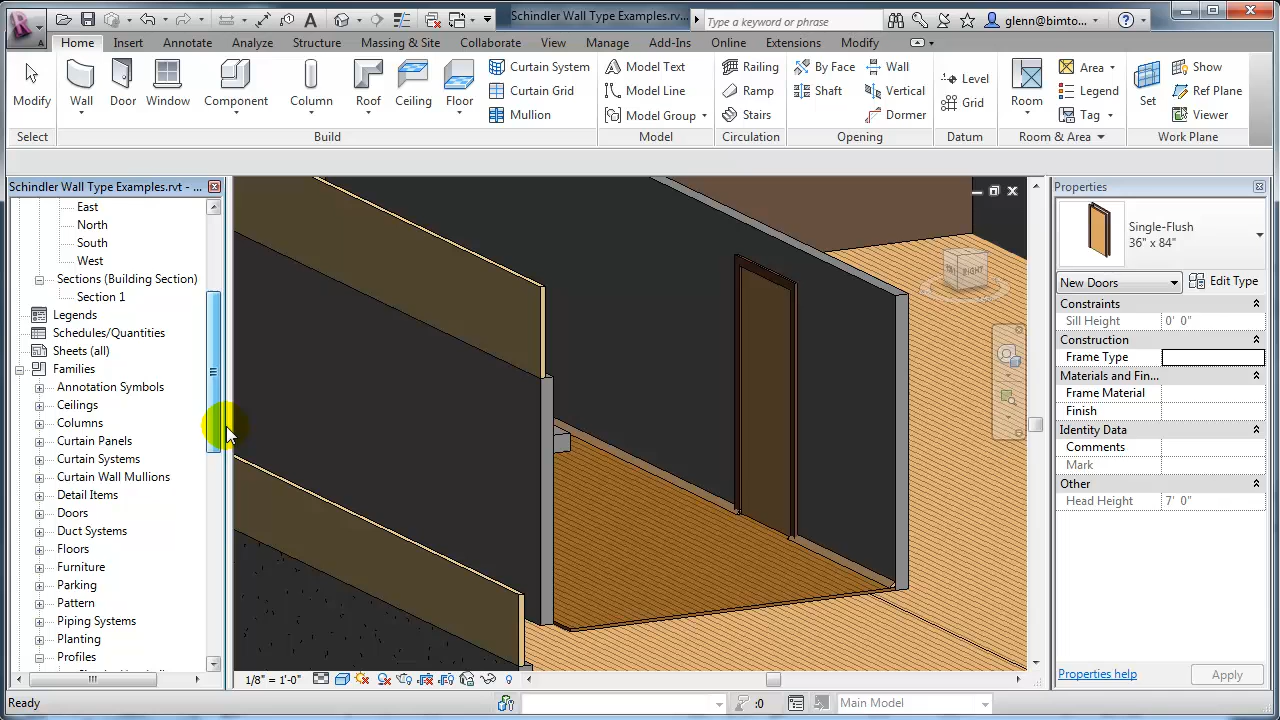 Schindler Wall Type Examples.rv...
Type a keyword or phrase
glenn@bimto...
Home Insert Annotate Analyze Structure Massing & Site Collaborate View Manage Add-Ins Online Extensions Modify
Modify Wall Door Window Component Column Roof Ceiling Floor
Curtain System
Curtain Grid
Mullion
Model Text
Model Line
Model Group
Railing
Ramp
Stairs
By Face
Shaft
Wall
Vertical
Dormer
Level
Grid
Room
Area
Legend
Tag
Set
Show
Ref Plane
Viewer
Select Build Model Circulation Opening Datum Room & Area Work Plane
Schindler Wall Type Examples.rvt - ...
East
North
South
West
Sections (Building Section)
Section 1
Legends
Schedules/Quantities
Sheets (all)
Families
Annotation Symbols
Ceilings
Columns
Curtain Panels
Curtain Systems
Curtain Wall Mullions
Detail Items
Doors
Duct Systems
Floors
Furniture
Parking
Pattern
Piping Systems
Planting
Profiles
RIGHT
1/8" = 1'-0"
Properties
Single-Flush
36" x 84"
New Doors Edit Type
Constraints
Sill Height 0' 0"
Construction
Frame Type
Materials and Fin...
Frame Material
Finish
Identity Data
Comments
Mark
Other
Head Height 7' 0"
Properties help Apply
Ready
:0
Main Model